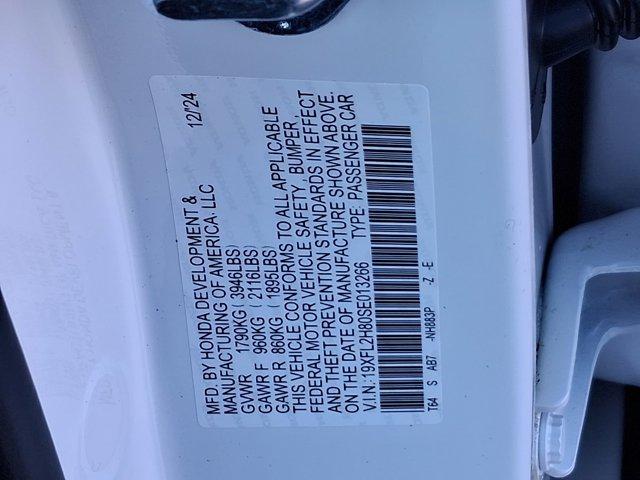 MFD. BY HONDA DEVELOPMENT &
MANUFACTURING OF AMERICA. LLC 12/'24
GVWR 1790KG ( 3946LBS)
GAWR F 960KG ( 2116LBS)
GAWR R 860KG ( 1895LBS)
THIS VEHICLE CONFORMS TO ALL APPLICABLE
FEDERAL MOTOR VEHICLE SAFETY, BUMPER,
AND THEFT PREVENTION STANDARDS IN EFFECT
ON THE DATE OF MANUFACTURE SHOWN ABOVE.
V.I.N.: 19XFL2H80SE013266 TYPE: PASSENGER CAR
T64 S AB7 -NH883P -Z -E